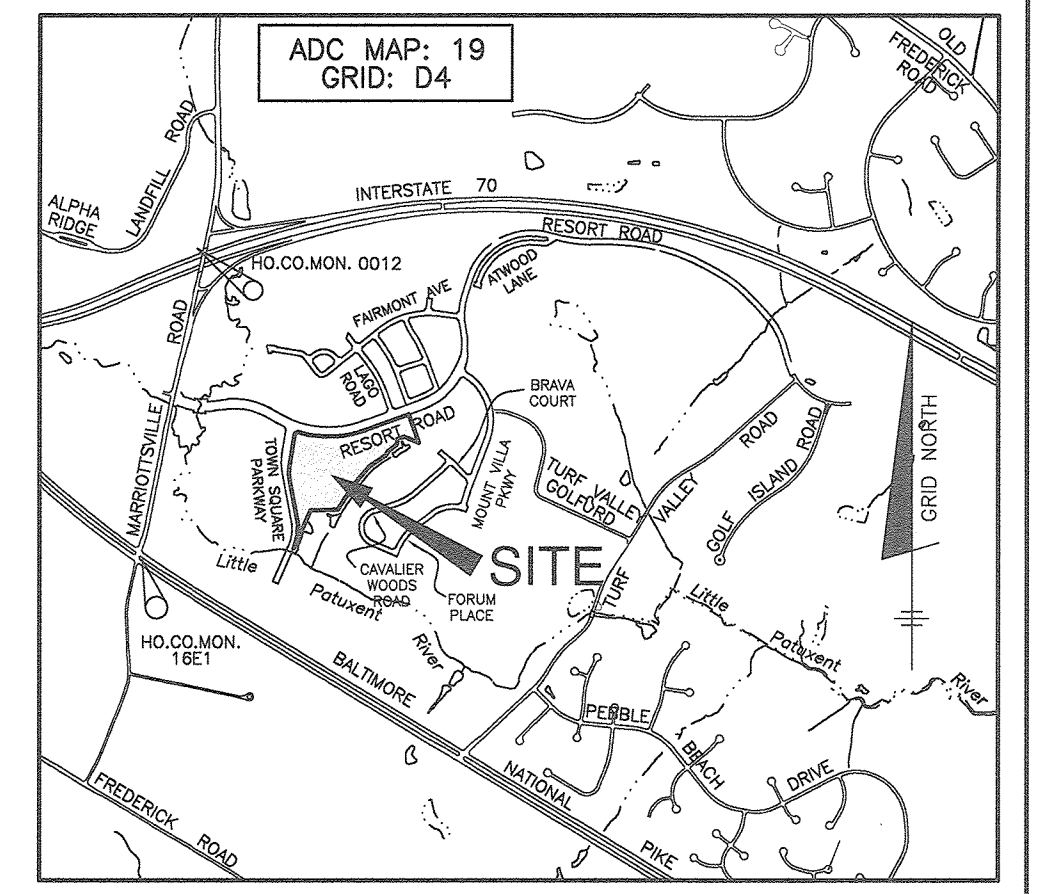 ADC MAP: 19
GRID: D4
OLD
FREDERICK
ROAD
LANDFILL ROAD
ALPHA
RIDGE
INTERSTATE 70
RESORT ROAD
HO.CO.MON. 0012
ATWOOD
LANE
FAIRMONT AVE
ROAD
LAGO
ROAD
BRAVA
COURT
RESORT ROAD
MARRIOTTSVILLE
TOWN SQUARE
PARKWAY
MOUNT VILLA
PKWY
TURF VALLEY
GOLFORD
VALLEY
ROAD
GOLF ISLAND ROAD
GRID NORTH
SITE
CAVALIER
WOODS
ROAD
FORUM
PLACE
TURF
Little
Patuxent
River
Little
Patuxent
River
HO.CO.MON.
16E1
BALTIMORE
NATIONAL
PIKE
PEBBLE
BEACH
DRIVE
FREDERICK ROAD